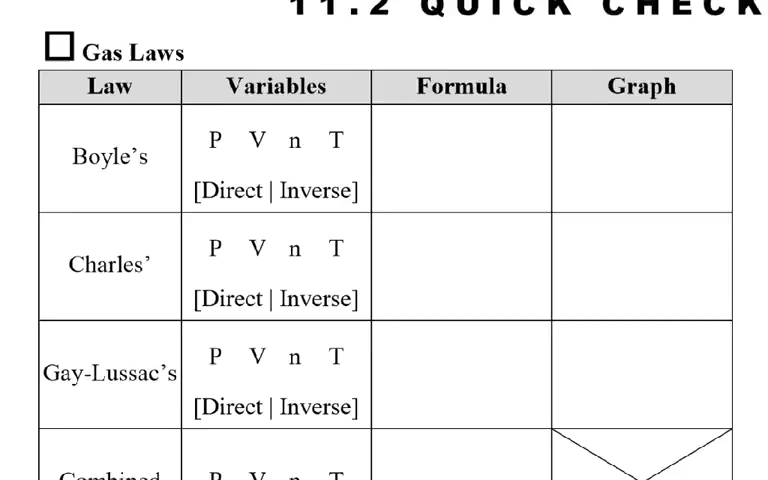 11.2 QUICK CHECK
Gas Laws
Law Variables Formula Graph
Boyle's
P V n T
[Direct | Inverse]
Charles'
P V n T
[Direct | Inverse]
Gay-Lussac's
P V n T
[Direct | Inverse]
Combined
P V n T